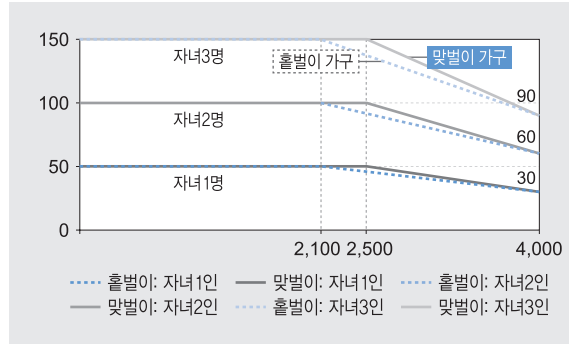 150
자녀3명
홑벌이 가구
맞벌이 가구
100
자녀2명
90
60
50
자녀1명
30
0
2,100 2,500 4,000
홑벌이: 자녀1인 맞벌이: 자녀1인 홑벌이: 자녀2인
맞벌이: 자녀2인 홑벌이: 자녀3인 맞벌이: 자녀3인